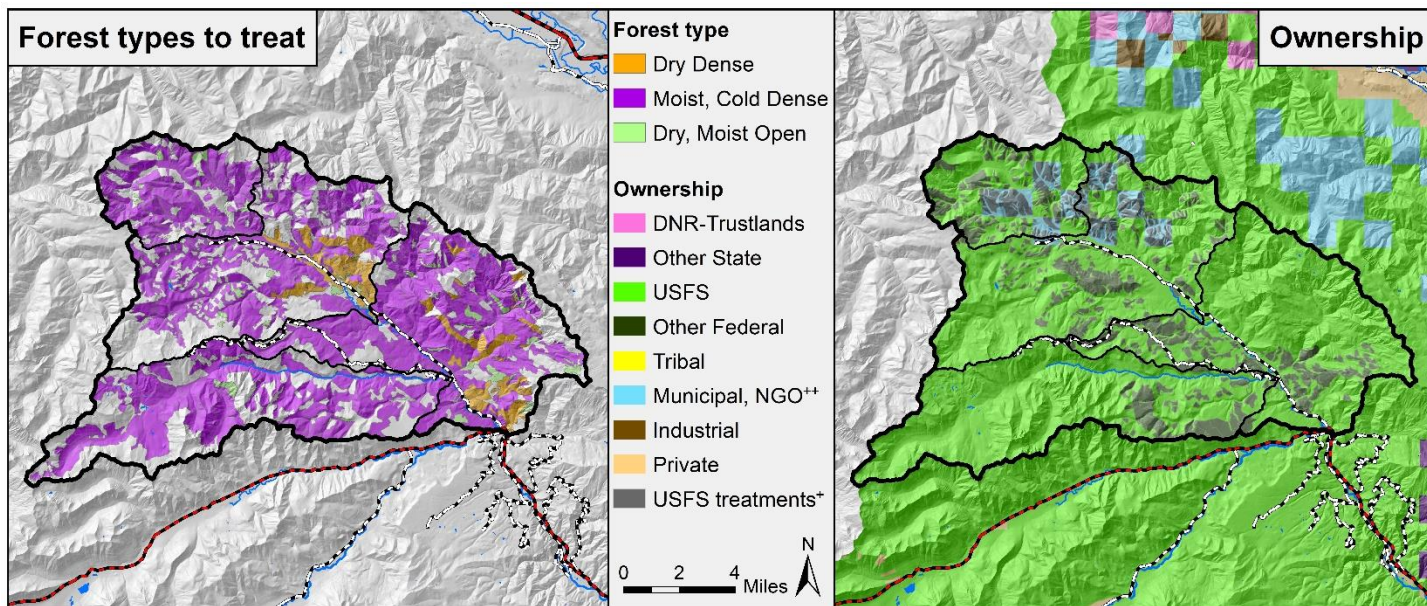 Forest types to treat
Forest type
Dry Dense
Moist, Cold Dense
Dry, Moist Open
Ownership
DNR-Trustlands
Other State
USFS
Other Federal
Tribal
Municipal, NGO⁺⁺
Industrial
Private
USFS treatments⁺
N
0 2 4
Miles
Ownership